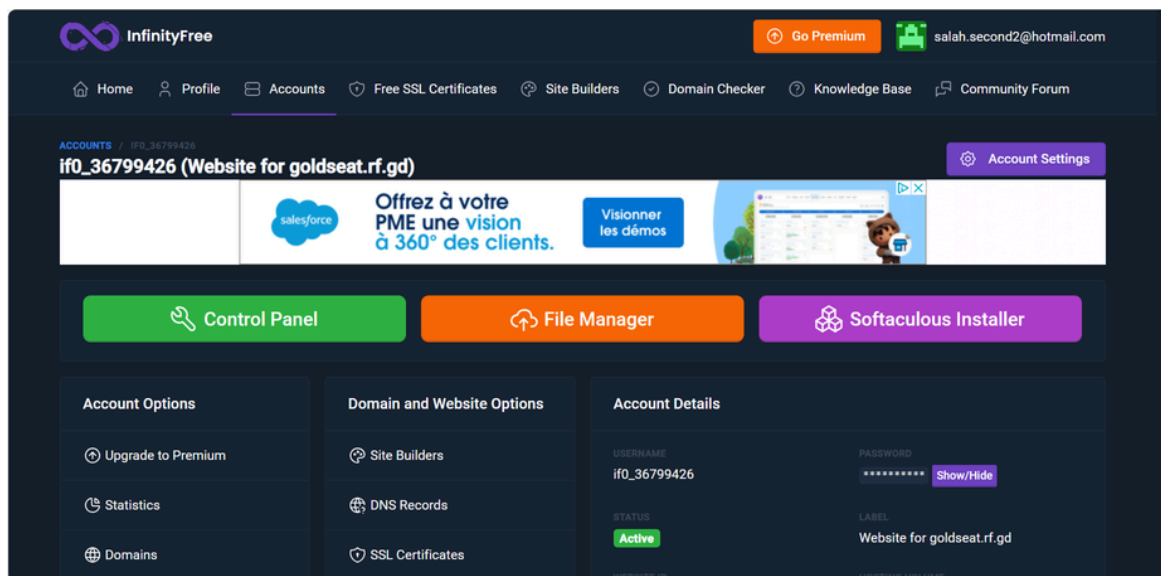 InfinityFree
Go Premium
salah.second2@hotmail.com
Home
Profile
Accounts
Free SSL Certificates
Site Builders
Domain Checker
Knowledge Base
Community Forum
ACCOUNTS / IF0_36799426
if0_36799426 (Website for goldseat.rf.gd)
Account Settings
salesforce
Offrez à votre
PME une vision
à 360° des clients.
Visionner
les démos
Control Panel
File Manager
Softaculous Installer
Account Options
Upgrade to Premium
Statistics
Domains
Domain and Website Options
Site Builders
DNS Records
SSL Certificates
Account Details
USERNAME
if0_36799426
PASSWORD
********** Show/Hide
STATUS
Active
LABEL
Website for goldseat.rf.gd